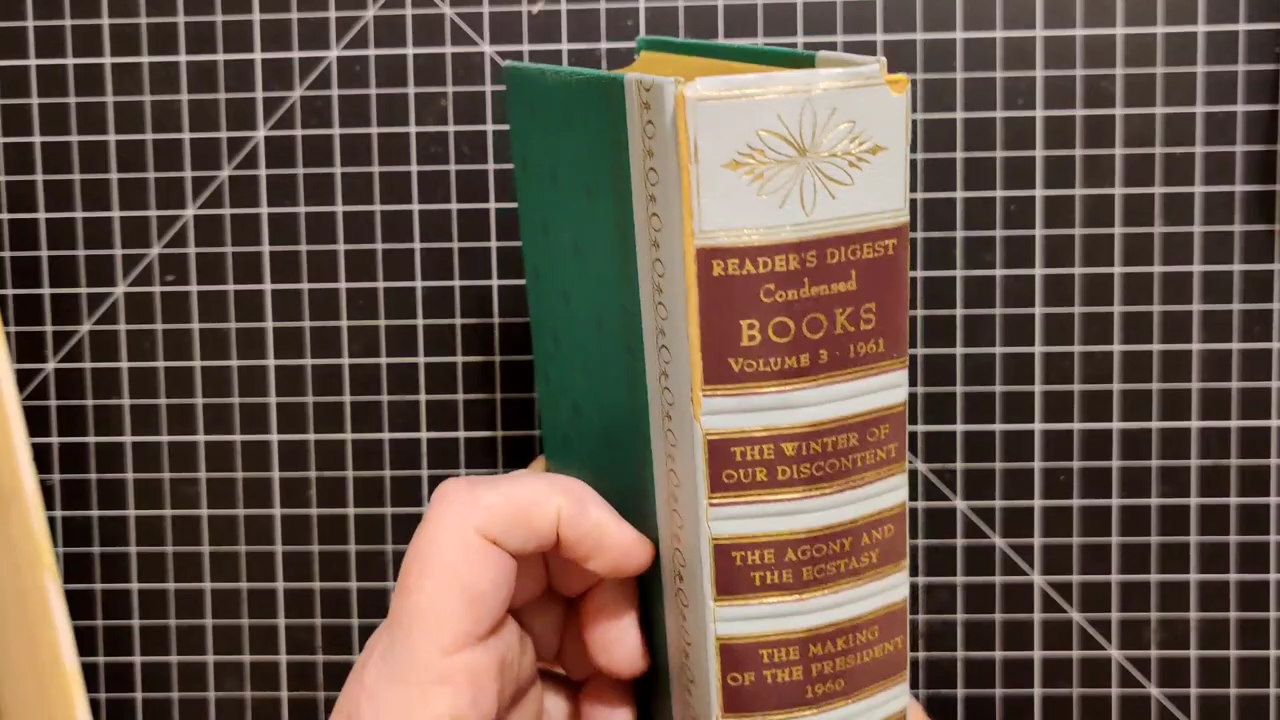 READER'S DIGEST
Condensed
BOOKS
VOLUME 3 · 1961
THE WINTER OF
OUR DISCONTENT
THE AGONY AND
THE ECSTASY
THE MAKING
OF THE PRESIDENT
1960